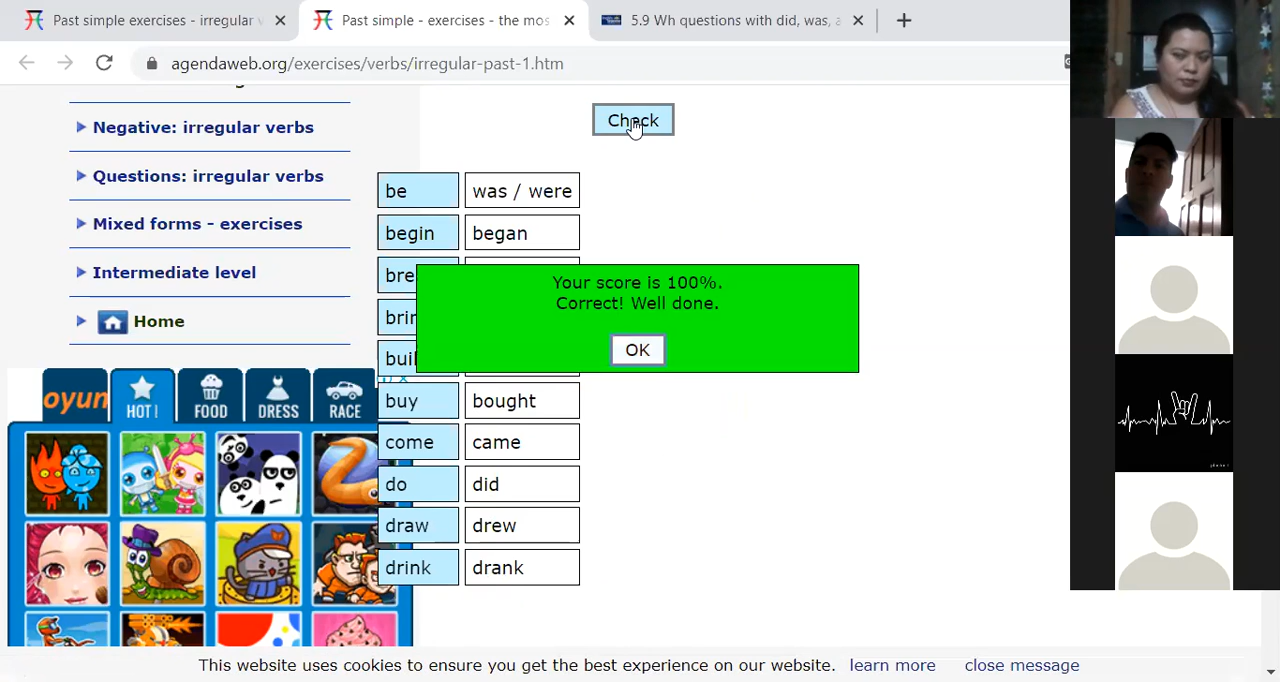 Past simple exercises - irregular v
Past simple - exercises - the mos
5.9 Wh questions with did, was, a
agendaweb.org/exercises/verbs/irregular-past-1.htm
Negative: irregular verbs
Questions: irregular verbs
Mixed forms - exercises
Intermediate level
Home
Check
be was / were
begin began
bre
brin
buil
buy bought
come came
do did
draw drew
drink drank
Your score is 100%.
Correct! Well done.
OK
oyun
HOT!
FOOD
DRESS
RACE
This website uses cookies to ensure you get the best experience on our website. learn more close message